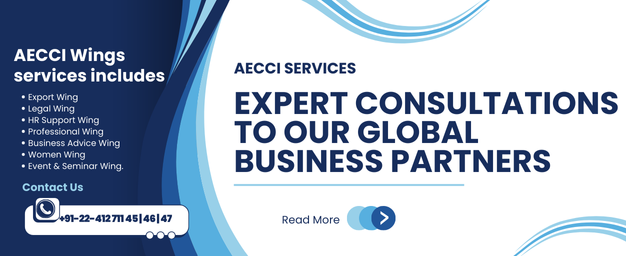 AECCI Wings
services includes
• Export Wing
• Legal Wing
• HR Support Wing
• Professional Wing
• Business Advice Wing
• Women Wing
• Event & Seminar Wing.
Contact Us
+91-22-412711 45|46|47
AECCI SERVICES
EXPERT CONSULTATIONS
TO OUR GLOBAL
BUSINESS PARTNERS
Read More